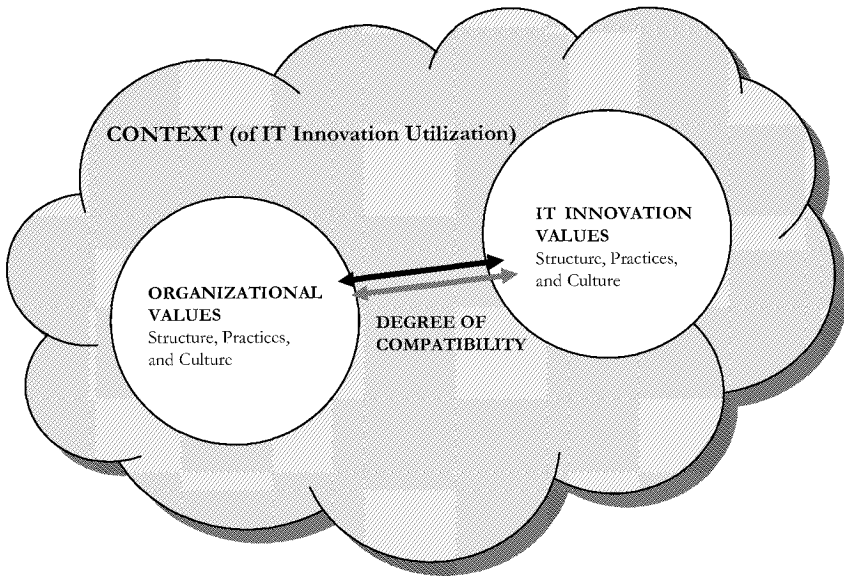 CONTEXT (of IT Innovation Utilization)
IT INNOVATION
VALUES
Structure, Practices,
and Culture
ORGANIZATIONAL
VALUES
Structure, Practices,
and Culture
DEGREE OF
COMPATIBILITY